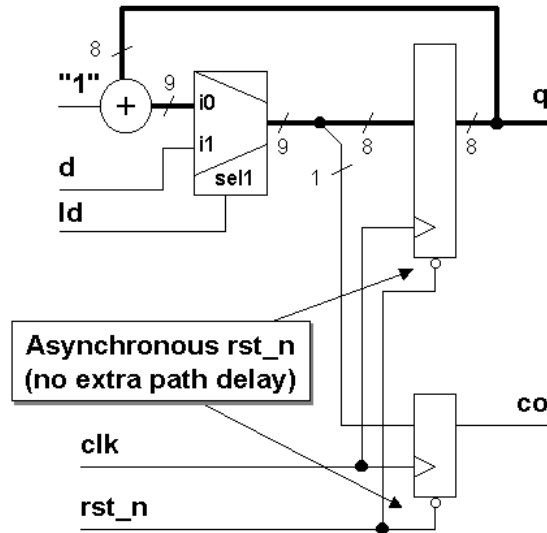 8
"1"
+
9
i0
i1
sel1
d
ld
9
1
8
8
q
Asynchronous rst_n
(no extra path delay)
co
clk
rst_n